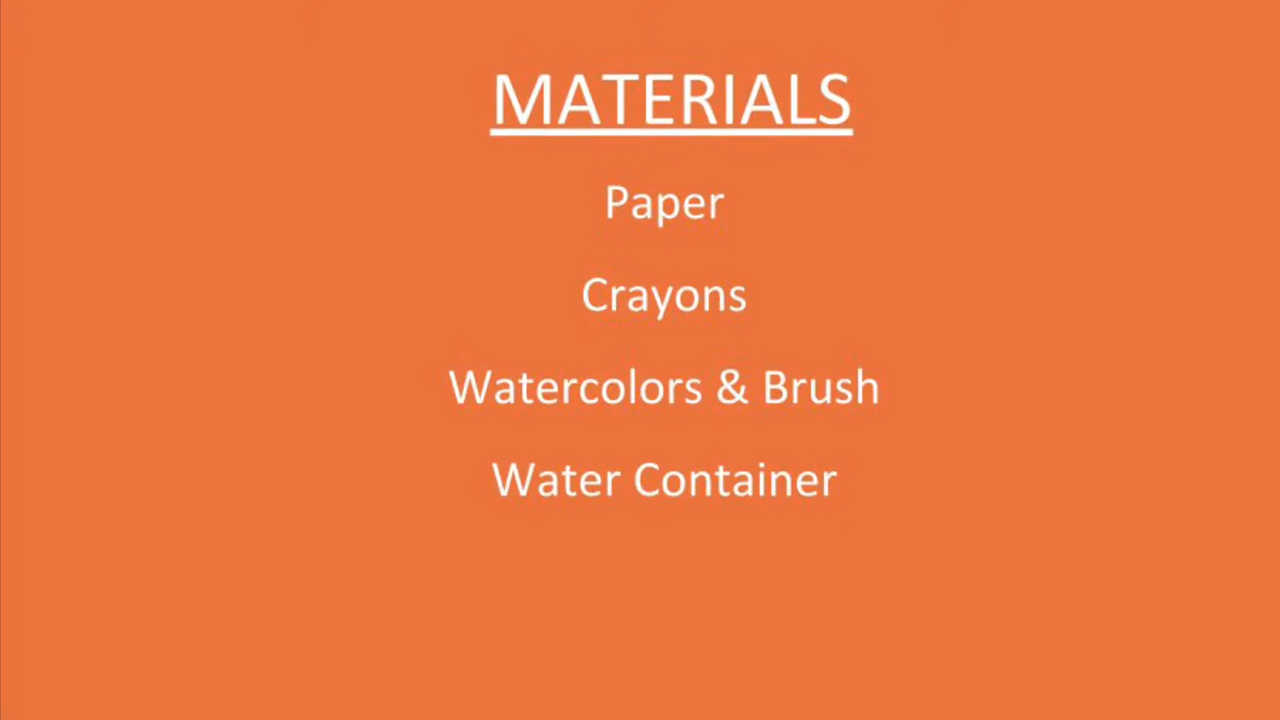 MATERIALS
Paper
Crayons
Watercolors & Brush
Water Container